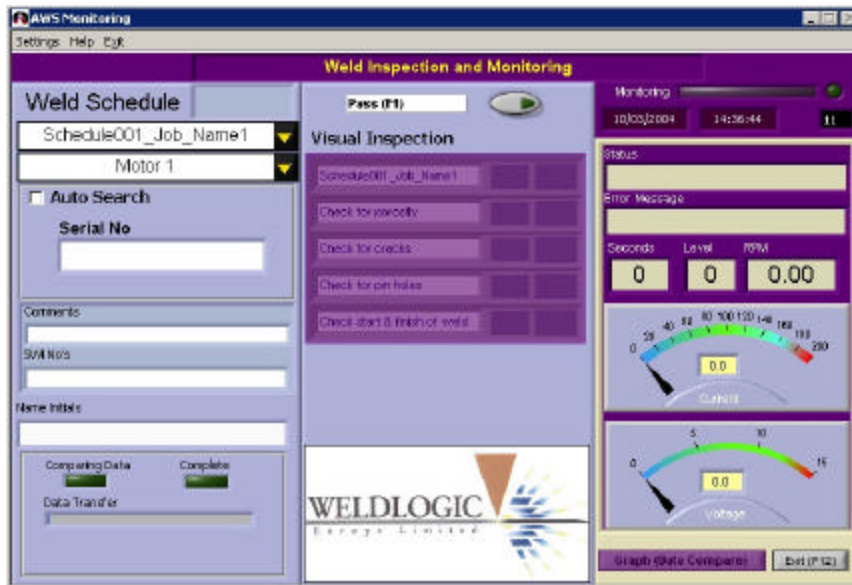 AWS Monitoring
Settings Help Exit
Weld Inspection and Monitoring
Weld Schedule
Schedule001_Job_Name1
Motor 1
Auto Search
Serial No
Comments
SWI No's
Name Initials
Comparing Data Complete
Data Transfer
Pass (F1)
Visual Inspection
Schedule001_Job_Name1
Check for porosity
Check for cracks
Check for pin holes
Check start & finish of weld
WELDLOGIC
Europe Limited
Monitoring
10/03/2004 14:36:44
Status
Error Message
Seconds Level RPM
0 0 0.00
0 20 40 60 80 100 120 140 160 180 200
0.0
Current
0 5 10 15
0.0
Voltage
Graph (Data Compare) Exit (F12)